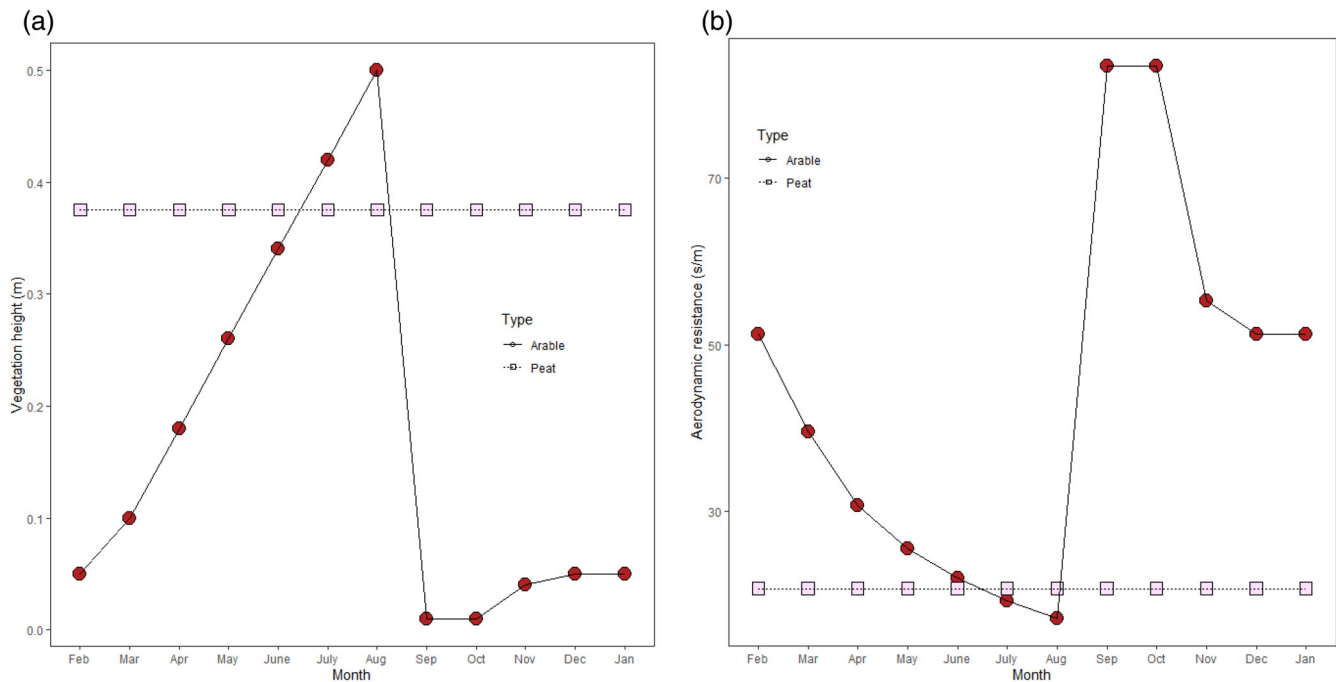 (a)
0.5
0.4
0.3
0.2
0.1
0.0
Vegetation height (m)
Type
Arable
Peat
Feb Mar Apr May June July Aug Sep Oct Nov Dec Jan
Month
(b)
70
50
30
Aerodynamic resistance (s/m)
Type
Arable
Peat
Feb Mar Apr May June July Aug Sep Oct Nov Dec Jan
Month